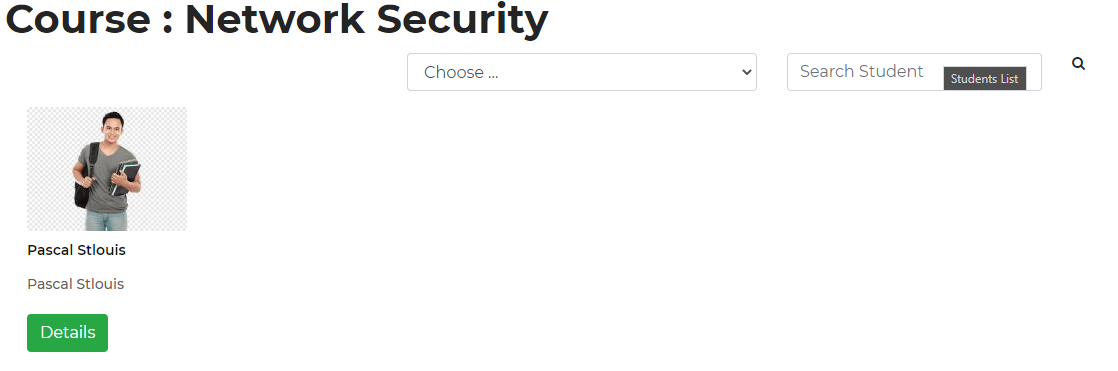 Course : Network Security
Choose ...
Search Student
Students List
Pascal Stlouis
Pascal Stlouis
Details